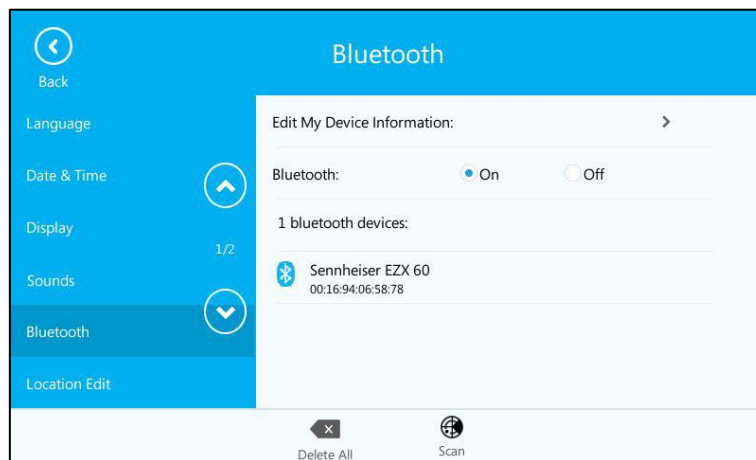 Bluetooth
Back
Language
Date & Time
Display
1/2
Sounds
Bluetooth
Location Edit
Edit My Device Information:
Bluetooth:
On
Off
1 bluetooth devices:
Sennheiser EZX 60
00:16:94:06:58:78
Delete All
Scan